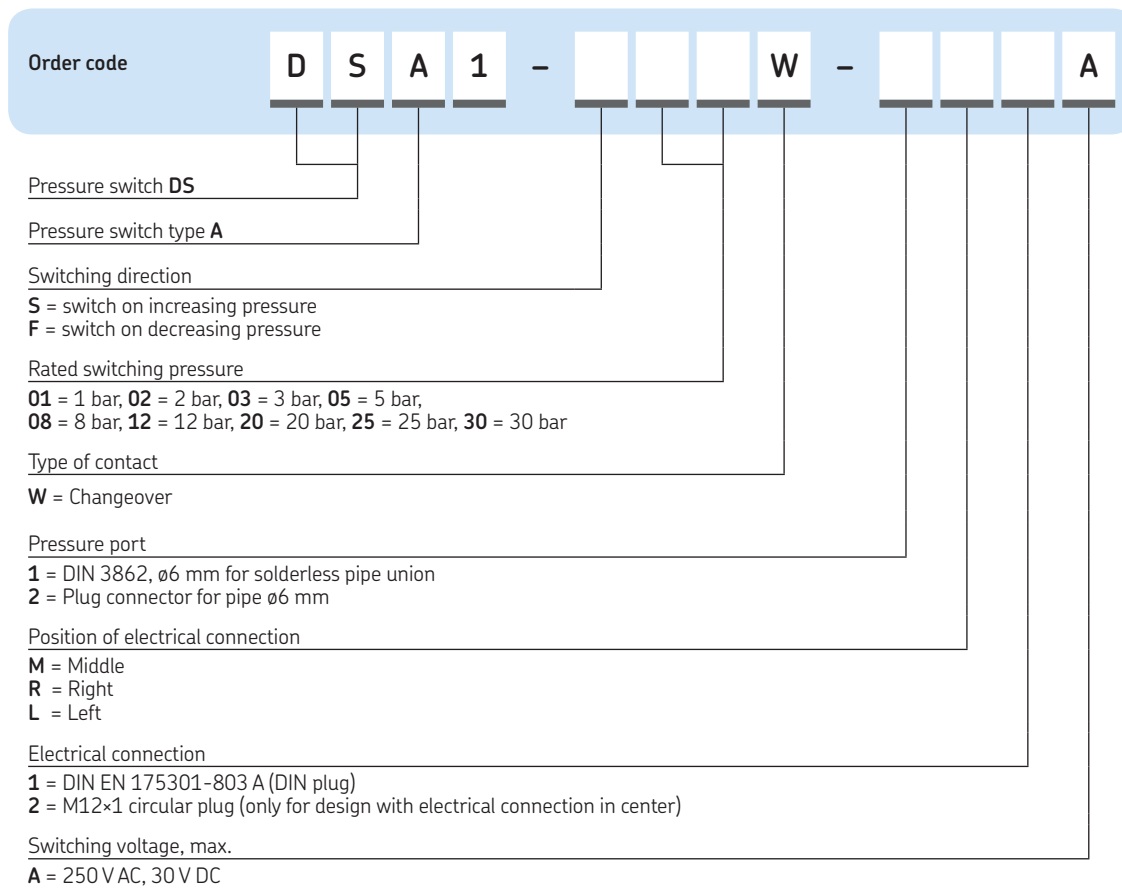 Order code D S A 1 – W – A
Pressure switch DS
Pressure switch type A
Switching direction
S = switch on increasing pressure
F = switch on decreasing pressure
Rated switching pressure
01 = 1 bar, 02 = 2 bar, 03 = 3 bar, 05 = 5 bar,
08 = 8 bar, 12 = 12 bar, 20 = 20 bar, 25 = 25 bar, 30 = 30 bar
Type of contact
W = Changeover
Pressure port
1 = DIN 3862, ø6 mm for solderless pipe union
2 = Plug connector for pipe ø6 mm
Position of electrical connection
M = Middle
R = Right
L = Left
Electrical connection
1 = DIN EN 175301-803 A (DIN plug)
2 = M12×1 circular plug (only for design with electrical connection in center)
Switching voltage, max.
A = 250 V AC, 30 V DC